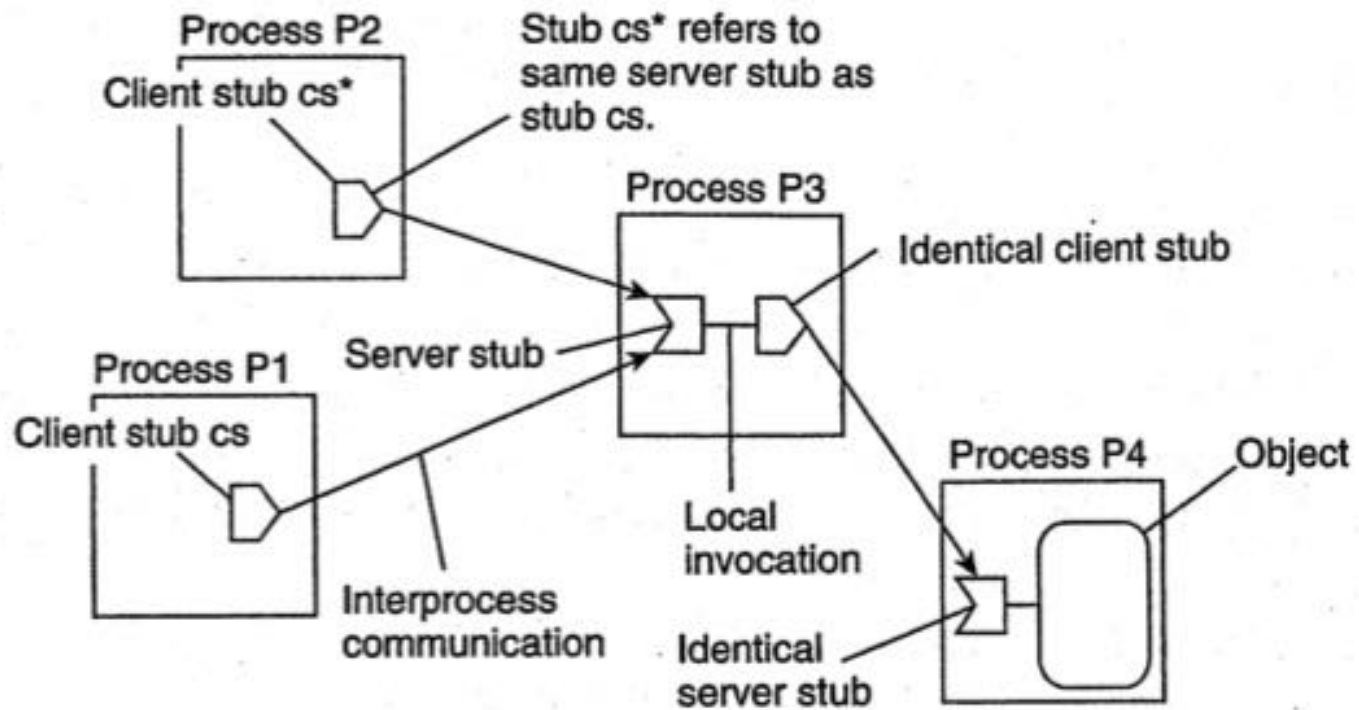 Process P2
Client stub cs*
Stub cs* refers to
same server stub as
stub cs.
Process P3
Identical client stub
Server stub
Process P1
Client stub cs
Interprocess
communication
Local
invocation
Process P4
Object
Identical
server stub